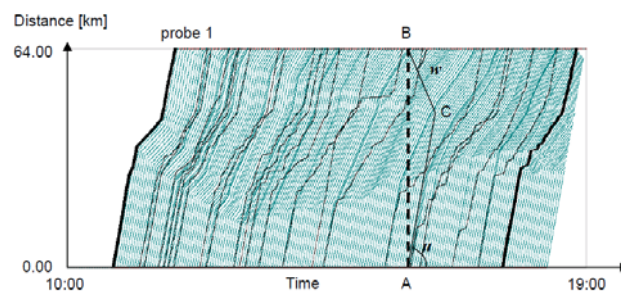 Distance [km]
probe 1
B
64.00
w
C
u
0.00
10:00
Time
A
19:00